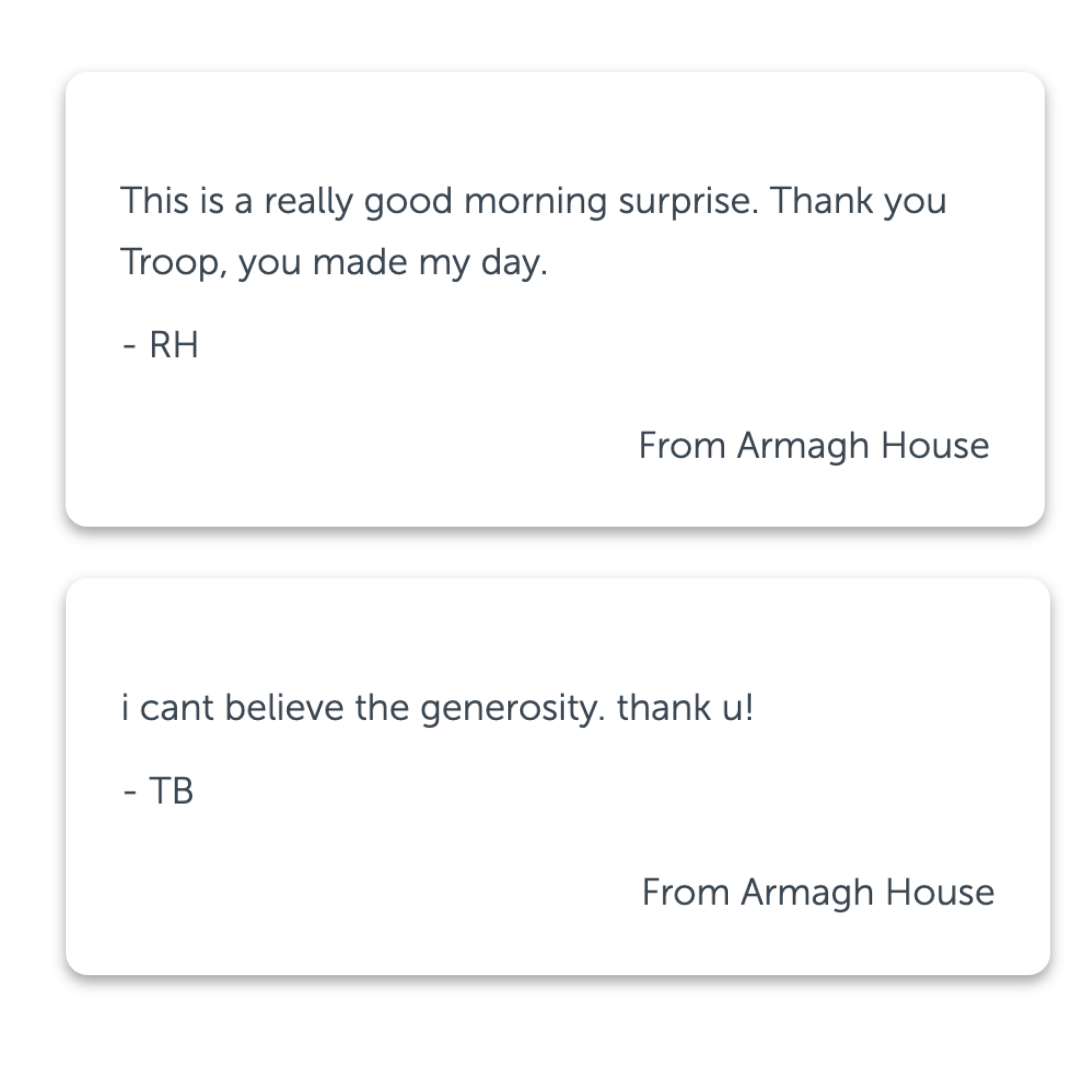 This is a really good morning surprise. Thank you
Troop, you made my day.
- RH
From Armagh House
i cant believe the generosity. thank u!
- TB
From Armagh House